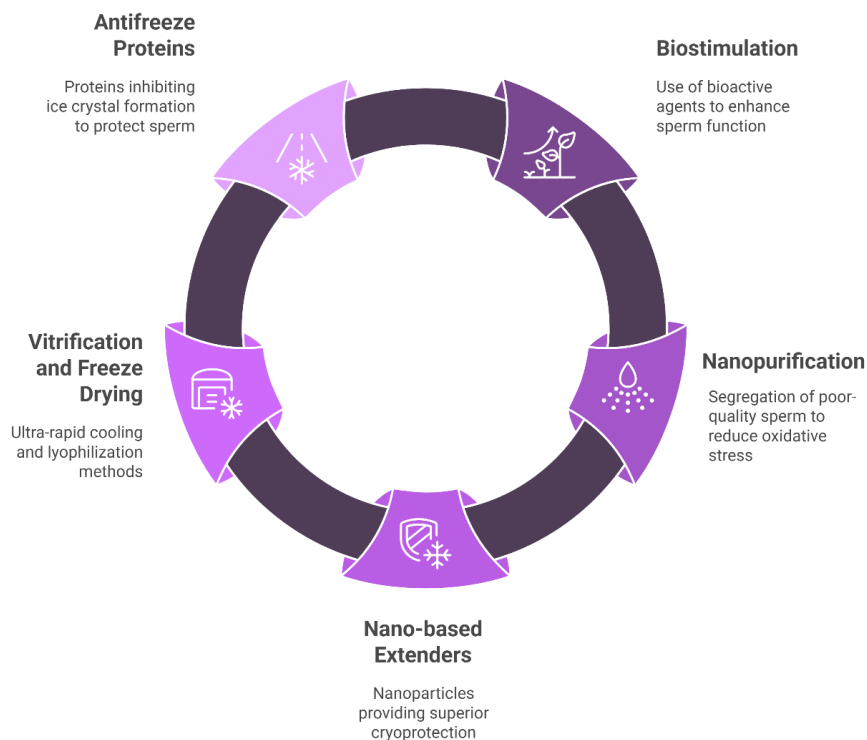 Antifreeze
Proteins
Proteins inhibiting
ice crystal formation
to protect sperm
Biostimulation
Use of bioactive
agents to enhance
sperm function
Vitrification
and Freeze
Drying
Ultra-rapid cooling
and lyophilization
methods
Nanopurification
Segregation of poor-
quality sperm to
reduce oxidative
stress
Nano-based
Extenders
Nanoparticles
providing superior
cryoprotection